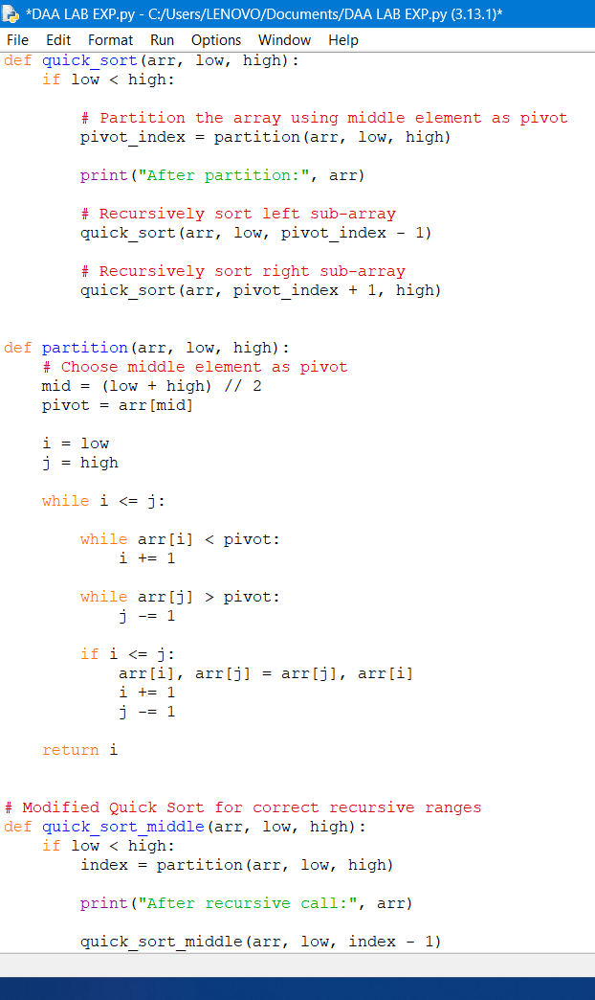 *DAA LAB EXP.py - C:/Users/LENOVO/Documents/DAA LAB EXP.py (3.13.1)*
File Edit Format Run Options Window Help
def quick_sort(arr, low, high):
    if low < high:
        # Partition the array using middle element as pivot
        pivot_index = partition(arr, low, high)
        print("After partition:", arr)
        # Recursively sort left sub-array
        quick_sort(arr, low, pivot_index - 1)
        # Recursively sort right sub-array
        quick_sort(arr, pivot_index + 1, high)
def partition(arr, low, high):
    # Choose middle element as pivot
    mid = (low + high) // 2
    pivot = arr[mid]
    i = low
    j = high
    while i <= j:
        while arr[i] < pivot:
            i += 1
        while arr[j] > pivot:
            j -= 1
        if i <= j:
            arr[i], arr[j] = arr[j], arr[i]
            i += 1
            j -= 1
    return i
# Modified Quick Sort for correct recursive ranges
def quick_sort_middle(arr, low, high):
    if low < high:
        index = partition(arr, low, high)
        print("After recursive call:", arr)
        quick_sort_middle(arr, low, index - 1)